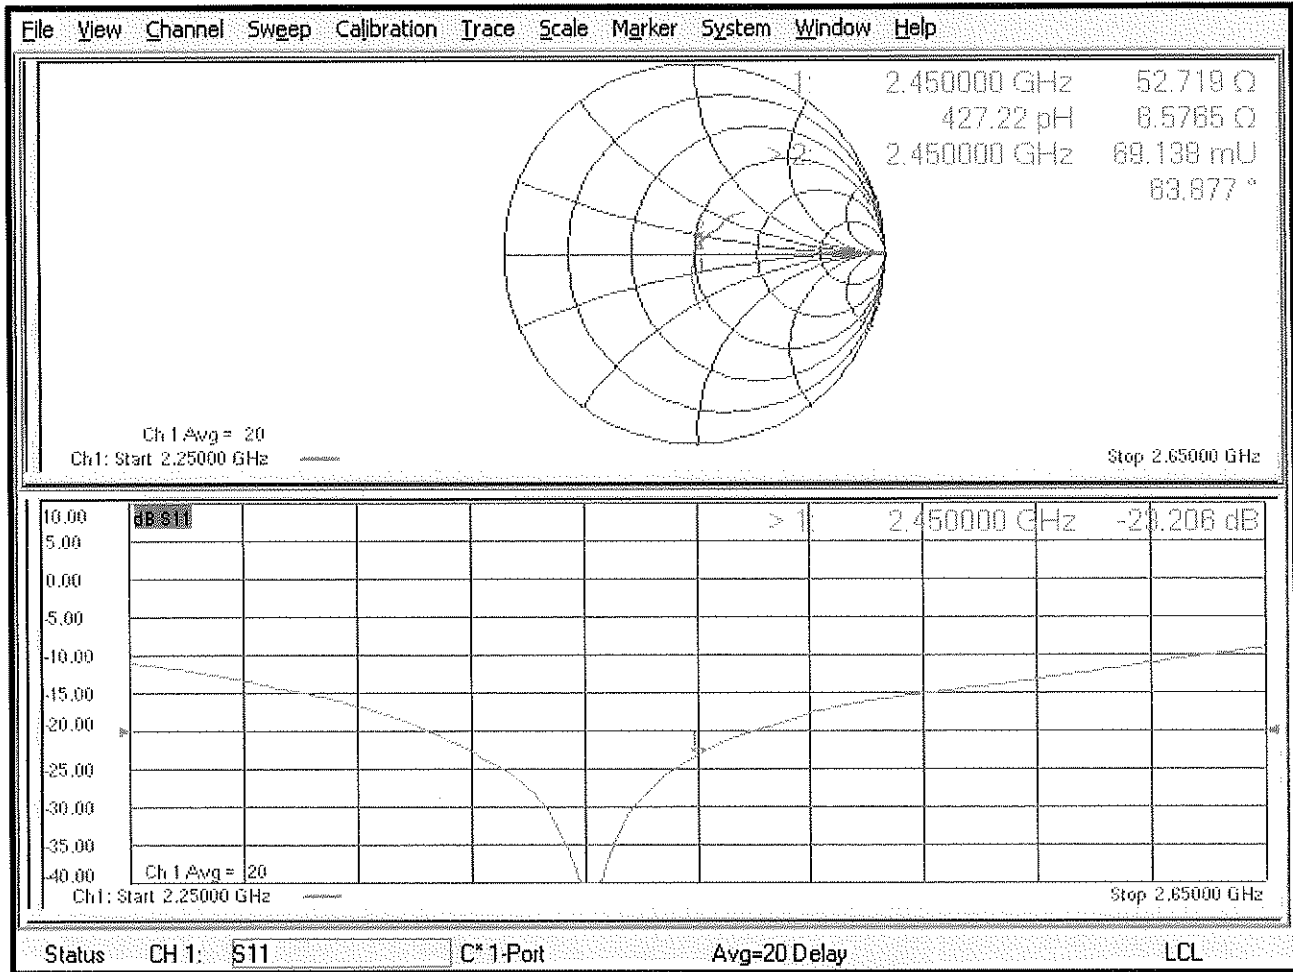 File View Channel Sweep Calibration Trace Scale Marker System Window Help
1: 2.450000 GHz 52.719 Ω
427.22 pH 6.5765 Ω
> 2: 2.450000 GHz 69.138 mU
63.877 °
Ch 1 Avg = 20
Ch1: Start 2.25000 GHz Stop 2.65000 GHz
10.00 dB S11 > 1: 2.450000 GHz -23.206 dB
5.00
0.00
-5.00
-10.00
-15.00
-20.00
-25.00
-30.00
-35.00
-40.00 Ch 1 Avg = 20
Ch1: Start 2.25000 GHz Stop 2.65000 GHz
Status CH 1: S11 C* 1-Port Avg=20 Delay LCL